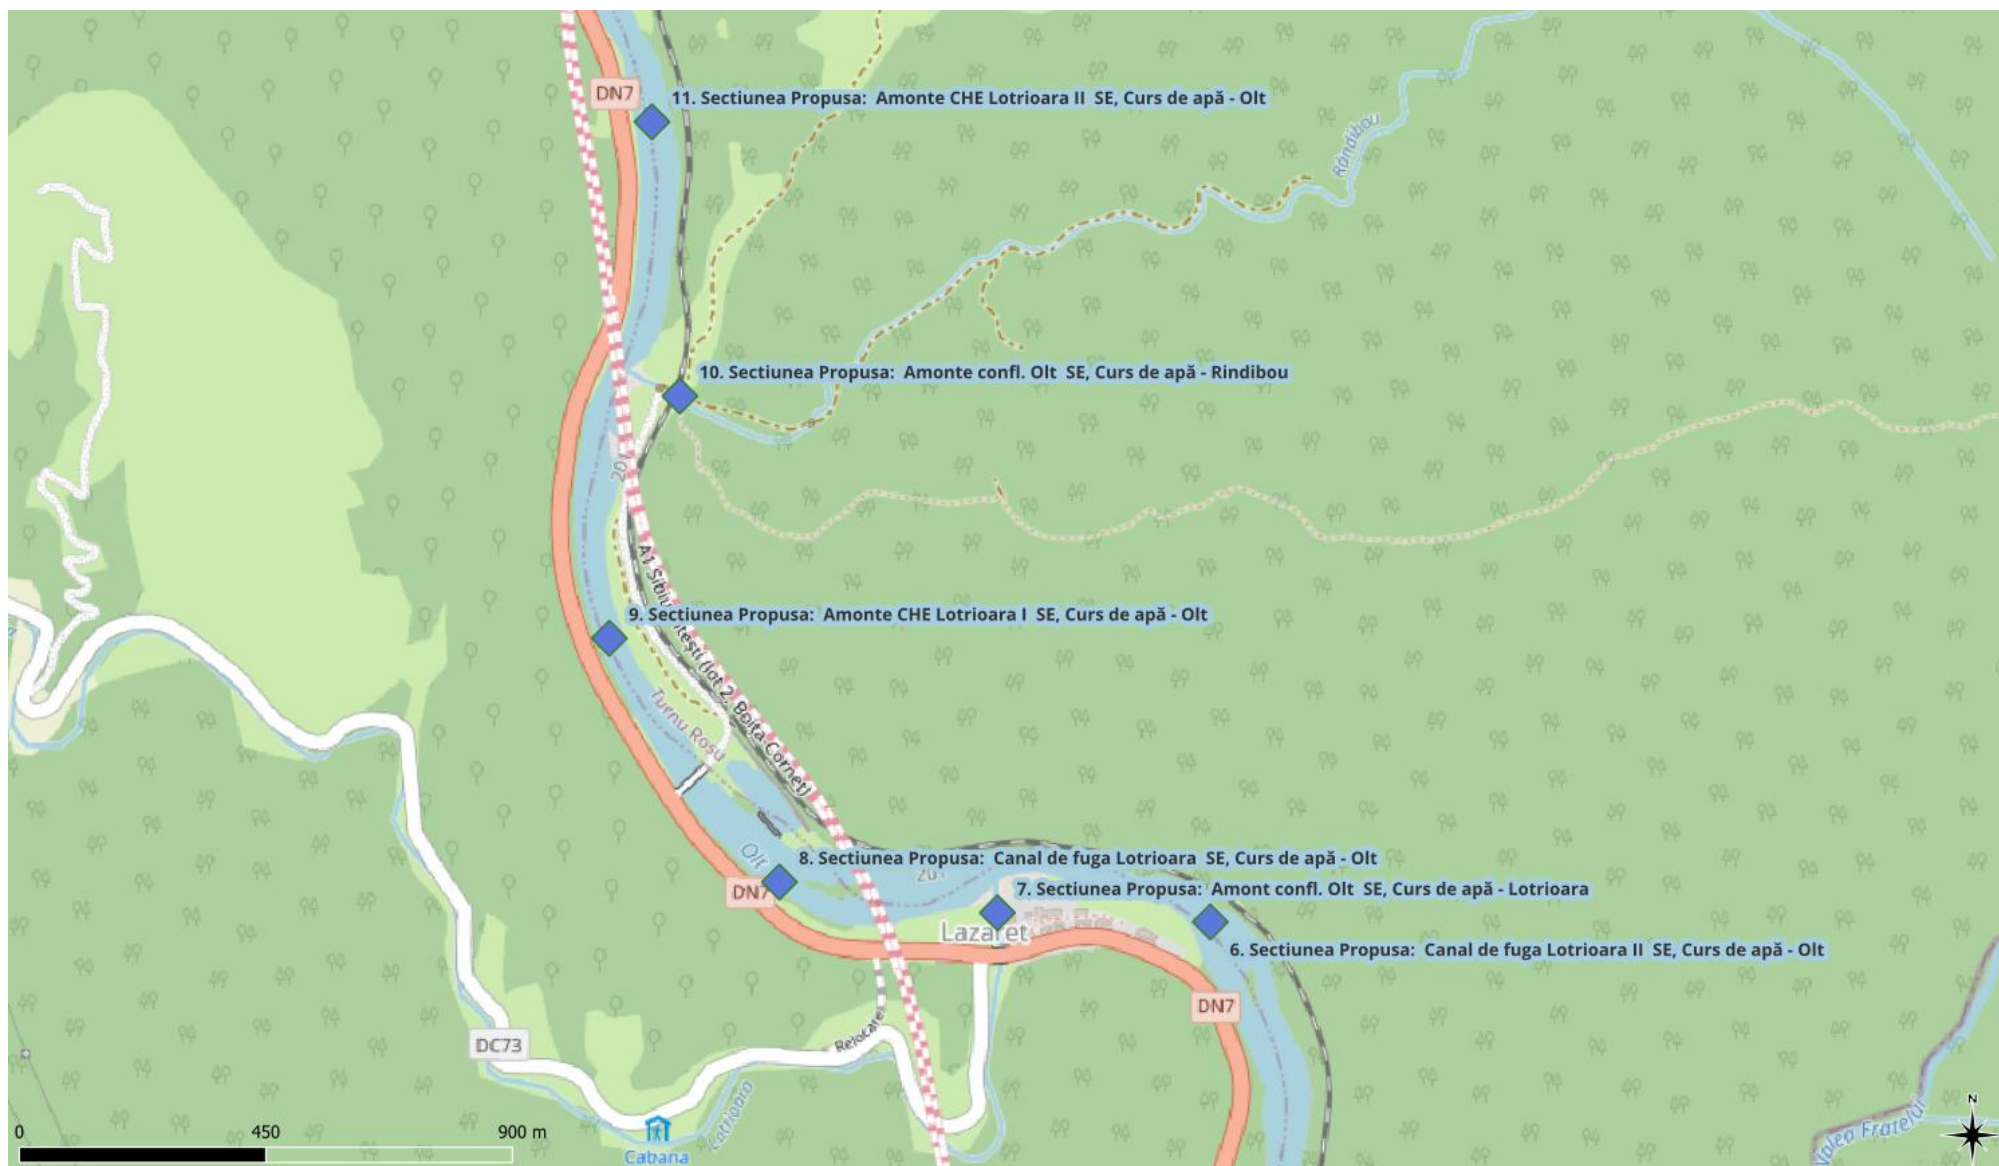 DN7
11. Sectiunea Propusa: Amonte CHE Lotrioara II SE, Curs de apă - Olt
Rândibou
10. Sectiunea Propusa: Amonte confl. Olt SE, Curs de apă - Rindibou
201
9. Sectiunea Propusa: Amonte CHE Lotrioara I SE, Curs de apă - Olt
Turnu Roșu
Olt
8. Sectiunea Propusa: Canal de fuga Lotrioara SE, Curs de apă - Olt
201
DN7
7. Sectiunea Propusa: Amont confl. Olt SE, Curs de apă - Lotrioara
Lazaret
6. Sectiunea Propusa: Canal de fuga Lotrioara II SE, Curs de apă - Olt
DN7
DC73
Relocare
Lotrioara
Cabana
Valea Fratelui
0 450 900 m
N